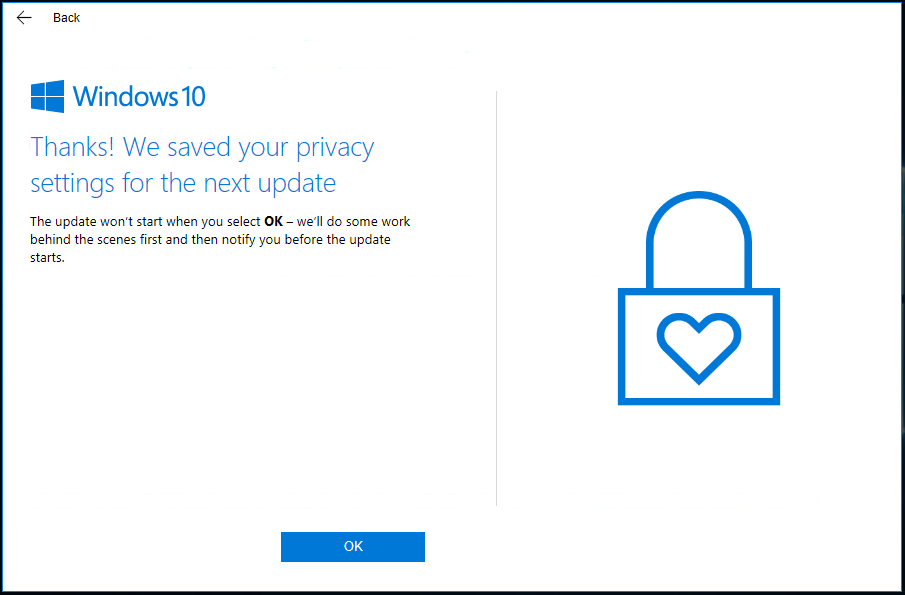 Back
Windows 10
Thanks! We saved your privacy
settings for the next update
The update won't start when you select OK – we'll do some work
behind the scenes first and then notify you before the update
starts.
OK